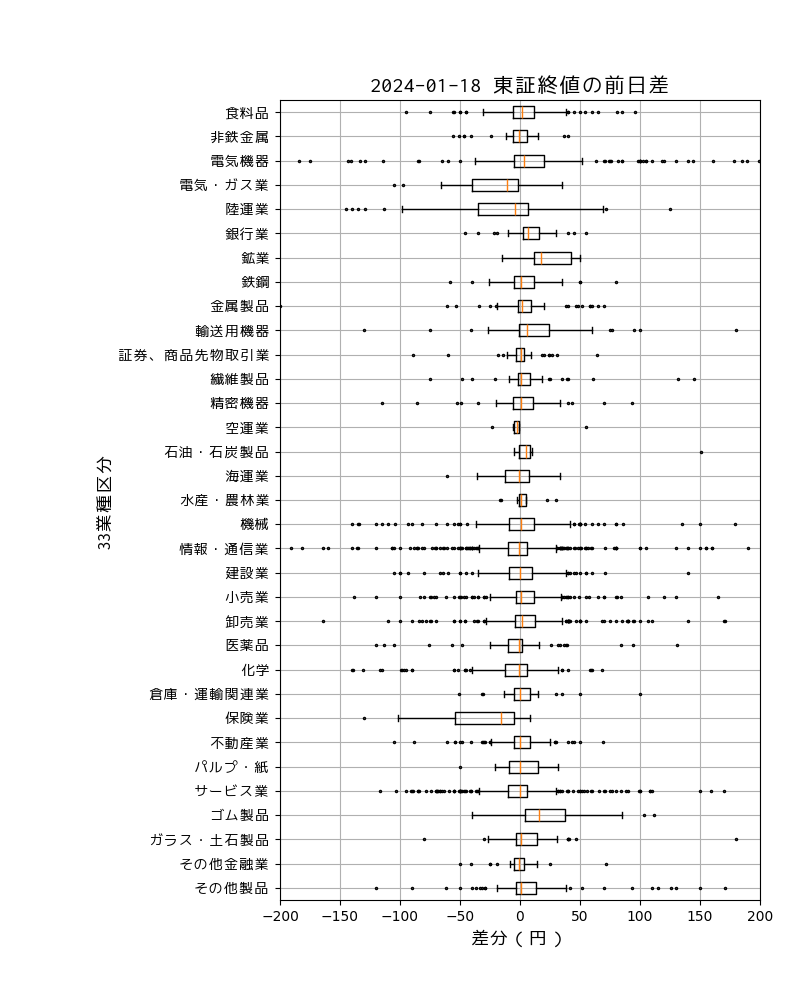 2024-01-18 東証終値の前日差
食料品
非鉄金属
電気機器
電気・ガス業
陸運業
銀行業
鉱業
鉄鋼
金属製品
輸送用機器
証券、商品先物取引業
繊維製品
精密機器
空運業
石油・石炭製品
海運業
水産・農林業
機械
情報・通信業
建設業
小売業
卸売業
医薬品
化学
倉庫・運輸関連業
保険業
不動産業
パルプ・紙
サービス業
ゴム製品
ガラス・土石製品
その他金融業
その他製品
33業種区分
−200 −150 −100 −50 0 50 100 150 200
差分（円）